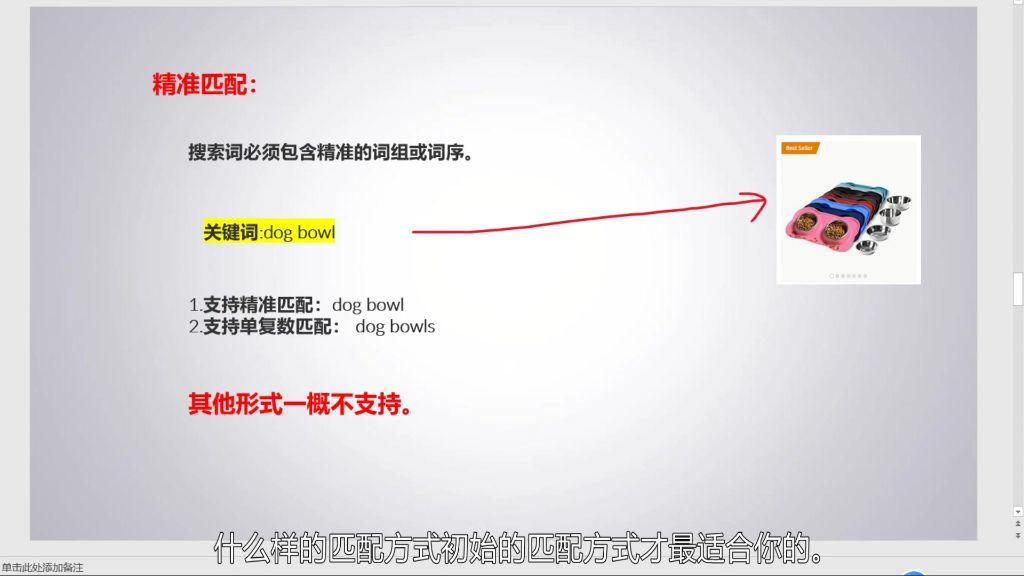 精准匹配：
搜索词必须包含精准的词组或词序。
Best Seller
关键词:dog bowl
1.支持精准匹配：dog bowl
2.支持单复数匹配： dog bowls
其他形式一概不支持。
什么样的匹配方式初始的匹配方式才最适合你的。
单击此处添加备注